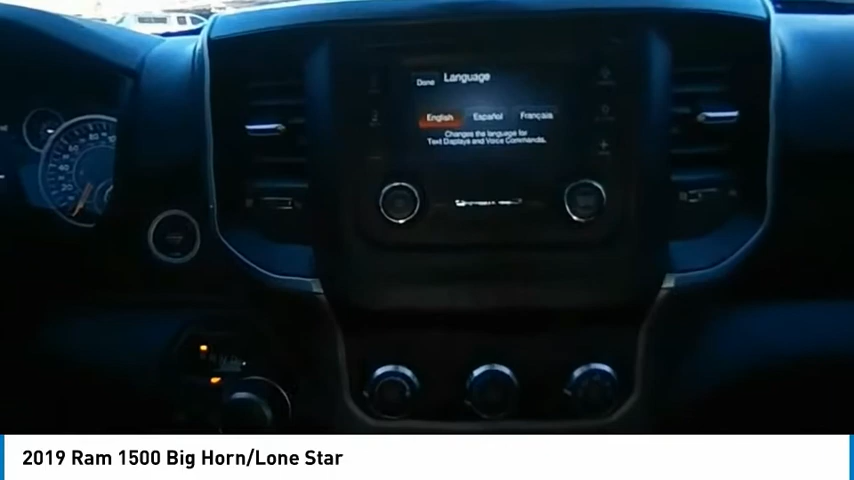 Done Language
English Español Français
Changes the language for
Text Displays and Voice Commands.
2019 Ram 1500 Big Horn/Lone Star